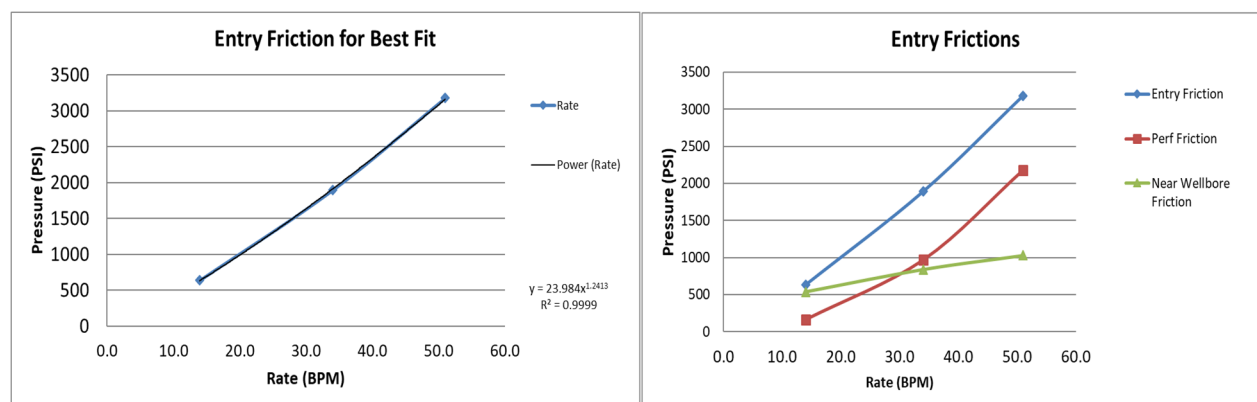 Entry Friction for Best Fit
3500
3000
2500
2000
1500
1000
500
0
Pressure (PSI)
0.0 10.0 20.0 30.0 40.0 50.0 60.0
Rate (BPM)
Rate
Power (Rate)
y = 23.984x^1.2413
R² = 0.9999
Entry Frictions
3500
3000
2500
2000
1500
1000
500
0
Pressure (PSI)
0.0 10.0 20.0 30.0 40.0 50.0 60.0
Rate (BPM)
Entry Friction
Perf Friction
Near Wellbore
Friction